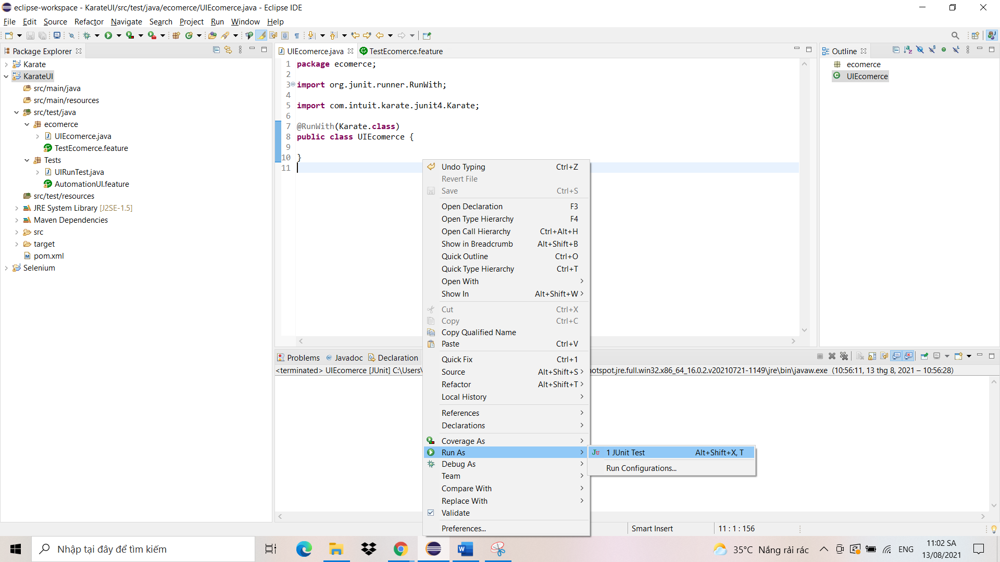 eclipse-workspace - KarateUI/src/test/java/ecomerce/UIEcomerce.java - Eclipse IDE
File Edit Source Refactor Navigate Search Project Run Window Help
Package Explorer
Karate
KarateUI
src/main/java
src/main/resources
src/test/java
ecomerce
UIEcomerce.java
TestEcomerce.feature
Tests
UIRunTest.java
AutomationUI.feature
src/test/resources
JRE System Library [J2SE-1.5]
Maven Dependencies
src
target
pom.xml
Selenium
UIEcomerce.java TestEcomerce.feature
1 package ecomerce;
2
3 import org.junit.runner.RunWith;
4
5 import com.intuit.karate.junit4.Karate;
6
7 @RunWith(Karate.class)
8 public class UIEcomerce {
9
10 }
11
Outline
ecomerce
UIEcomerce
Undo Typing Ctrl+Z
Revert File
Save Ctrl+S
Open Declaration F3
Open Type Hierarchy F4
Open Call Hierarchy Ctrl+Alt+H
Show in Breadcrumb Alt+Shift+B
Quick Outline Ctrl+O
Quick Type Hierarchy Ctrl+T
Open With
Show In Alt+Shift+W
Cut Ctrl+X
Copy Ctrl+C
Copy Qualified Name
Paste Ctrl+V
Quick Fix Ctrl+1
Source Alt+Shift+S
Refactor Alt+Shift+T
Local History
References
Declarations
Coverage As
Run As
Debug As
Team
Compare With
Replace With
Validate
Preferences...
1 JUnit Test Alt+Shift+X, T
Run Configurations...
Problems @ Javadoc Declaration
<terminated> UIEcomerce [JUnit] C:\Users\
hotspot.jre.full.win32.x86_64_16.0.2.v20210721-1149\jre\bin\javaw.exe (10:56:11, 13 thg 8, 2021 – 10:56:28)
Smart Insert 11 : 1 : 156
Nhập tại đây để tìm kiếm
35°C Nắng rải rác
ENG
11:02 SA
13/08/2021